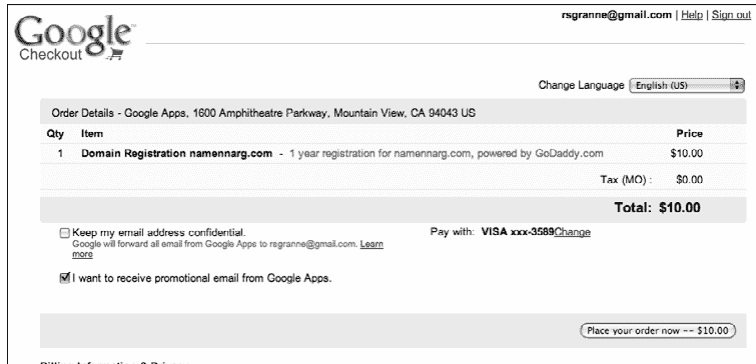 rsgranne@gmail.com | Help | Sign out
Google™
Checkout
Change Language English (US)
Order Details - Google Apps, 1600 Amphitheatre Parkway, Mountain View, CA 94043 US
Qty Item Price
1 Domain Registration namennarg.com - 1 year registration for namennarg.com, powered by GoDaddy.com $10.00
Tax (MO) : $0.00
Total: $10.00
Keep my email address confidential. Pay with: VISA xxx-3589Change
Google will forward all email from Google Apps to rsgranne@gmail.com. Learn
more
I want to receive promotional email from Google Apps.
Place your order now -- $10.00